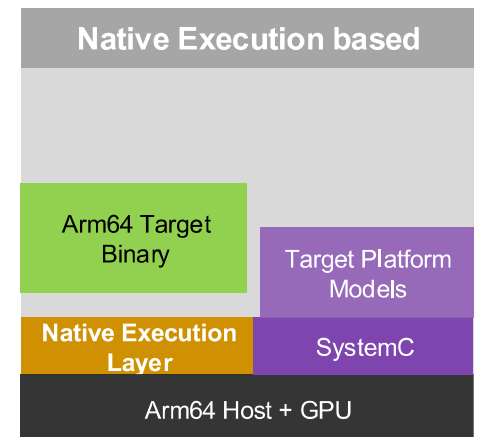 Native Execution based
Arm64 Target
Binary
Target Platform
Models
Native Execution
Layer
SystemC
Arm64 Host + GPU